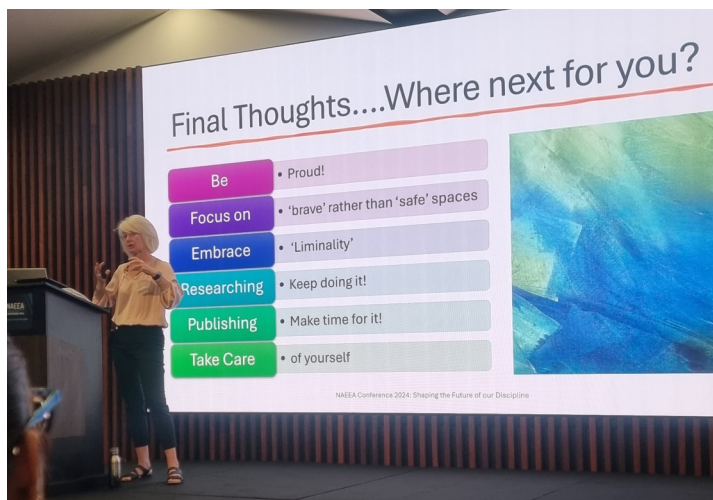 Final Thoughts....Where next for you?
Be
• Proud!
Focus on
• ‘brave’ rather than ‘safe’ spaces
Embrace
• ‘Liminality’
Researching
• Keep doing it!
Publishing
• Make time for it!
Take Care
• of yourself
NAEEA Conference 2024: Shaping the Future of our Discipline
NAEEA